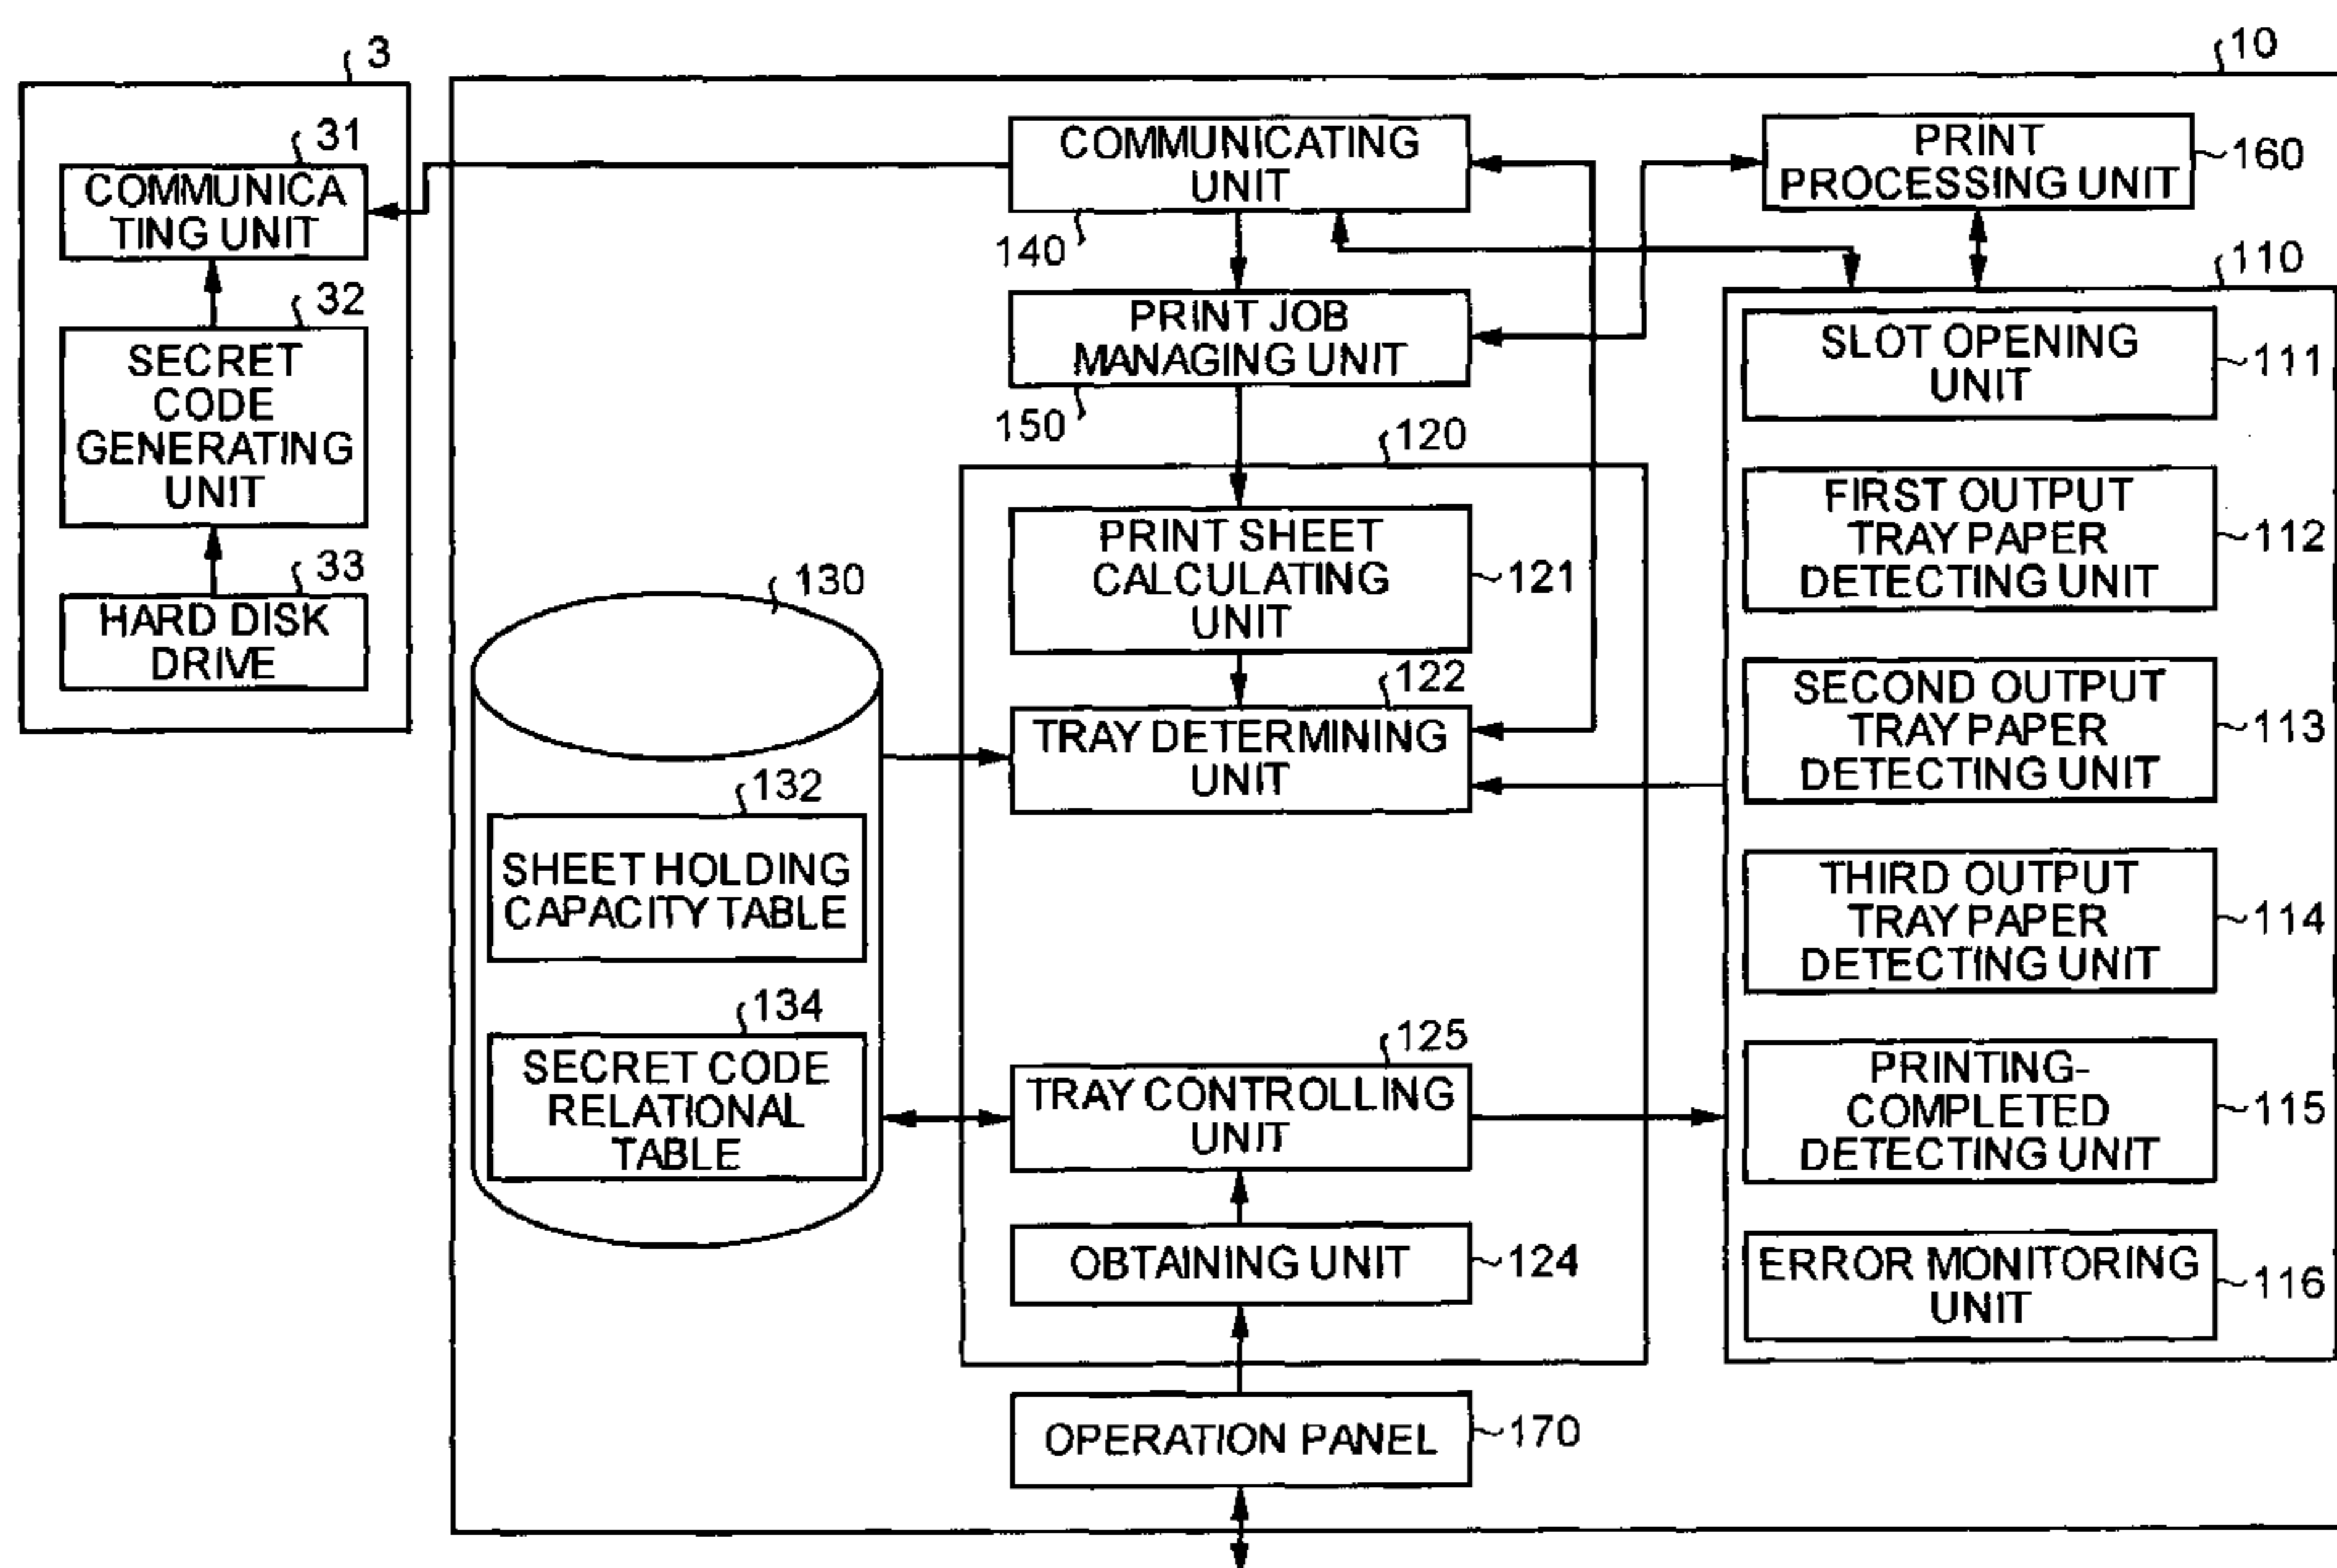 3
31
COMMUNICA
TING UNIT
32
SECRET
CODE
GENERATING
UNIT
33
HARD DISK
DRIVE
10
COMMUNICATING
UNIT
140
PRINT
PROCESSING UNIT
160
PRINT JOB
MANAGING UNIT
150
120
PRINT SHEET
CALCULATING
UNIT
121
122
TRAY DETERMINING
UNIT
130
132
SHEET HOLDING
CAPACITY TABLE
134
SECRET CODE
RELATIONAL
TABLE
125
TRAY CONTROLLING
UNIT
OBTAINING UNIT
124
OPERATION PANEL
170
110
SLOT OPENING
UNIT
111
FIRST OUTPUT
TRAY PAPER
DETECTING UNIT
112
SECOND OUTPUT
TRAY PAPER
DETECTING UNIT
113
THIRD OUTPUT
TRAY PAPER
DETECTING UNIT
114
PRINTING-
COMPLETED
DETECTING UNIT
115
ERROR MONITORING
UNIT
116